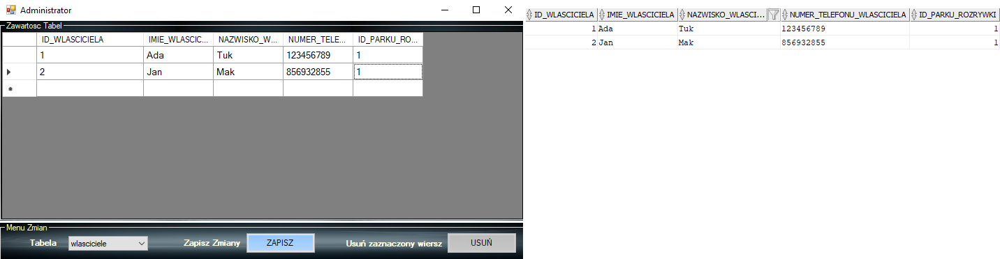 Administrator
Zawartosc Tabel
ID_WLASCICIELA IMIE_WLASCIC... NAZWISKO_W... NUMER_TELE... ID_PARKU_RO...
1 Ada Tuk 123456789 1
2 Jan Mak 856932855 1
Menu Zmian
Tabela wlasciciele Zapisz Zmiany ZAPISZ Usuń zaznaczony wiersz USUŃ
ID_WLASCICIELA IMIE_WLASCICIELA NAZWISKO_WLASCI... NUMER_TELEFONU_WLASCICIELA ID_PARKU_ROZRYWKI
1 Ada Tuk 123456789 1
2 Jan Mak 856932855 1